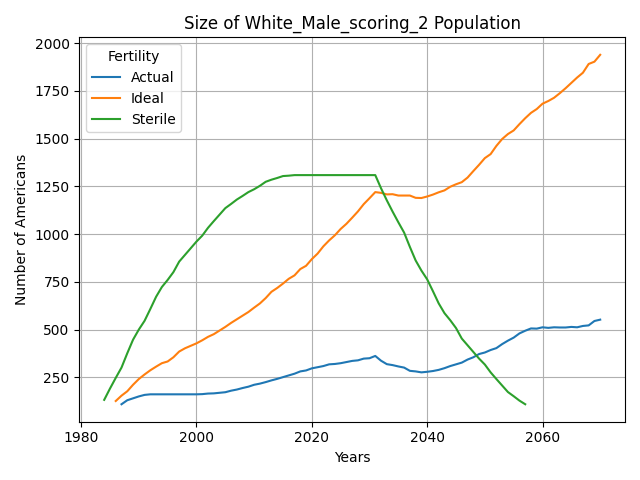 Size of White_Male_scoring_2 Population
Fertility
Actual
Ideal
Sterile
Number of Americans
2000
1750
1500
1250
1000
750
500
250
1980 2000 2020 2040 2060
Years